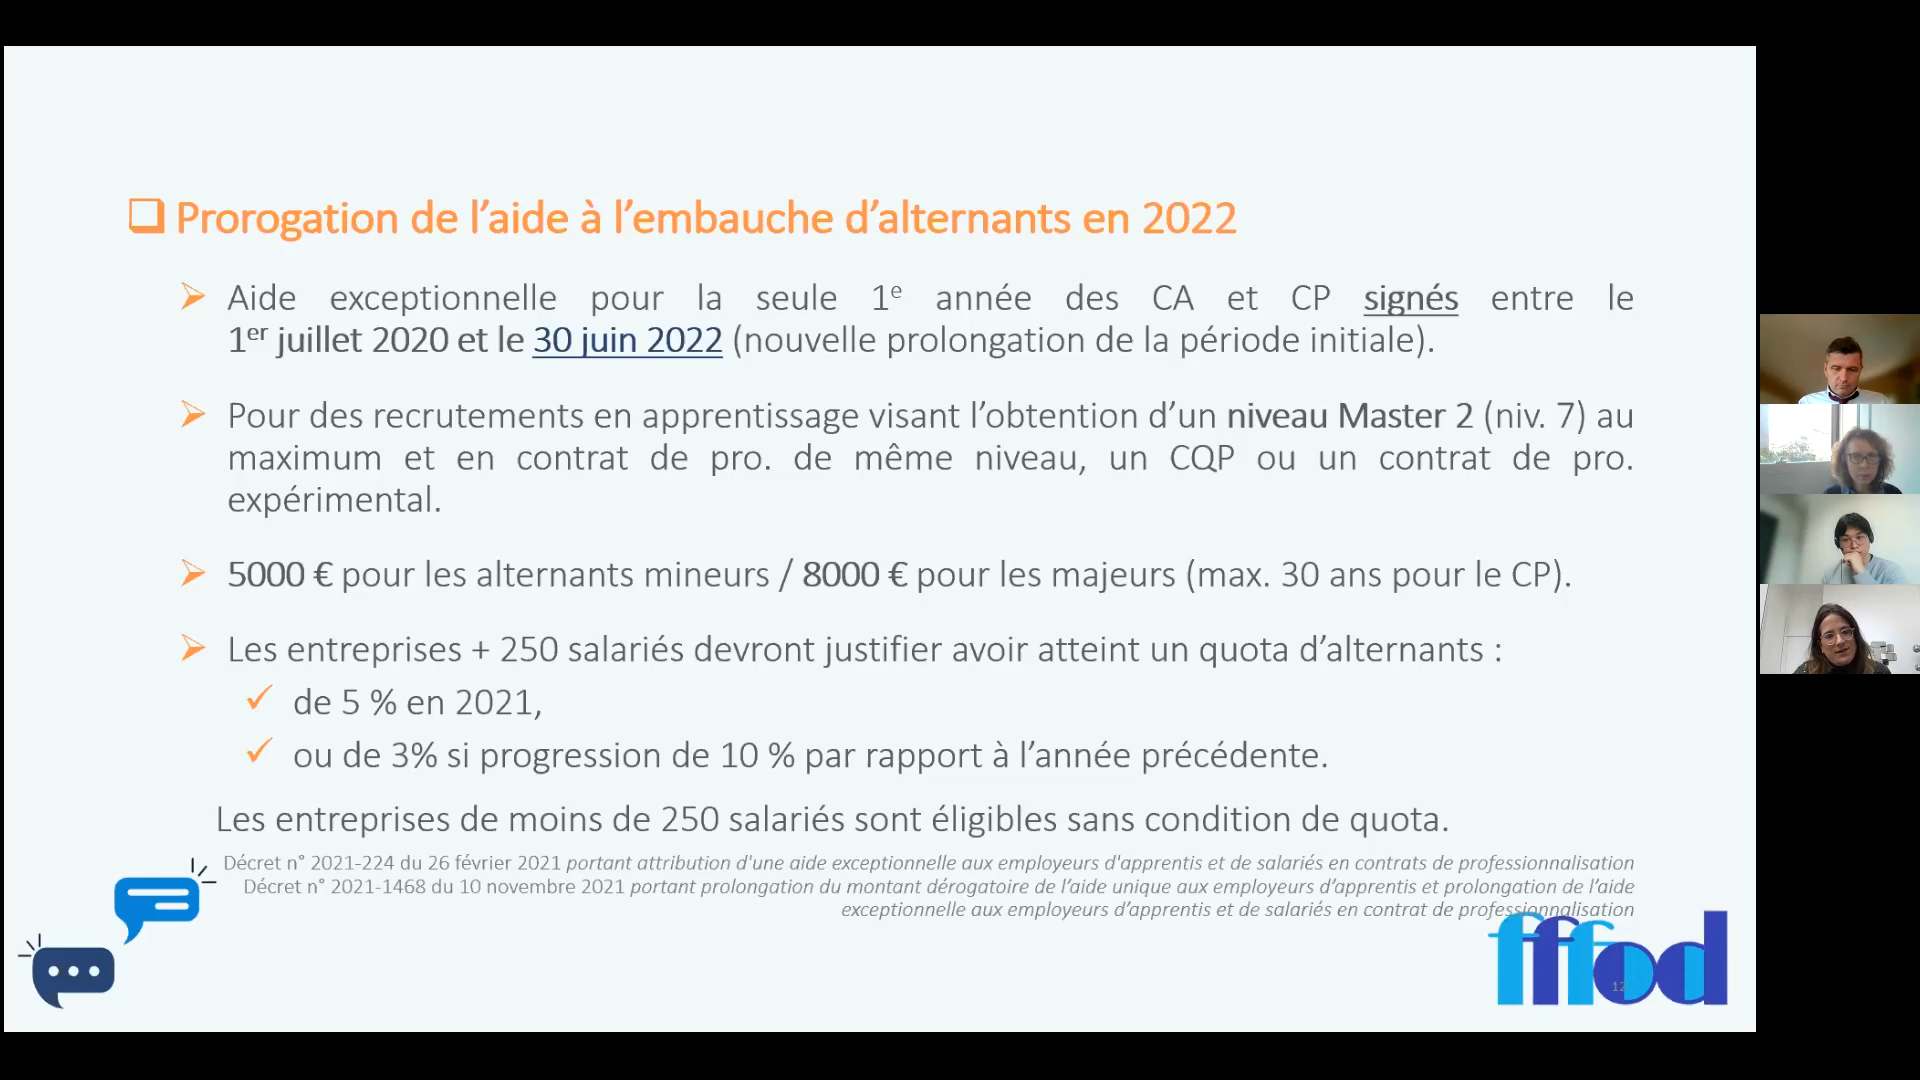 Prorogation de l’aide à l’embauche d’alternants en 2022
Aide exceptionnelle pour la seule 1e année des CA et CP signés entre le
1er juillet 2020 et le 30 juin 2022 (nouvelle prolongation de la période initiale).
Pour des recrutements en apprentissage visant l’obtention d’un niveau Master 2 (niv. 7) au
maximum et en contrat de pro. de même niveau, un CQP ou un contrat de pro.
expérimental.
5000 € pour les alternants mineurs / 8000 € pour les majeurs (max. 30 ans pour le CP).
Les entreprises + 250 salariés devront justifier avoir atteint un quota d’alternants :
de 5 % en 2021,
ou de 3% si progression de 10 % par rapport à l’année précédente.
Les entreprises de moins de 250 salariés sont éligibles sans condition de quota.
Décret n° 2021-224 du 26 février 2021 portant attribution d'une aide exceptionnelle aux employeurs d'apprentis et de salariés en contrats de professionnalisation
Décret n° 2021-1468 du 10 novembre 2021 portant prolongation du montant dérogatoire de l’aide unique aux employeurs d’apprentis et prolongation de l’aide
exceptionnelle aux employeurs d’apprentis et de salariés en contrat de professionnalisation
fffod
12